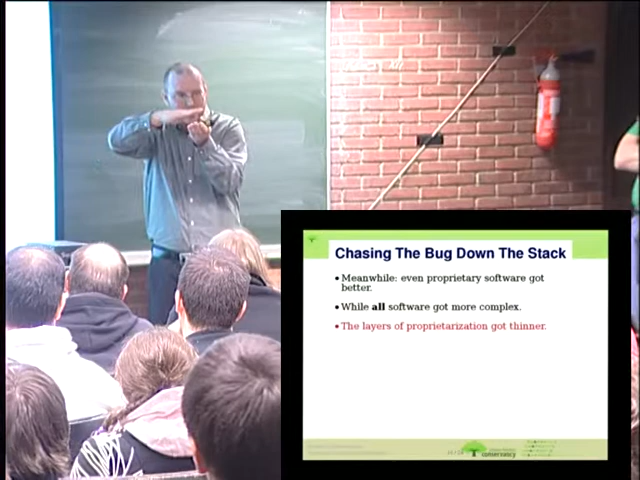 Chasing The Bug Down The Stack
• Meanwhile: even proprietary software got
better.
• While all software got more complex.
• The layers of proprietarization got thinner.
conservancy